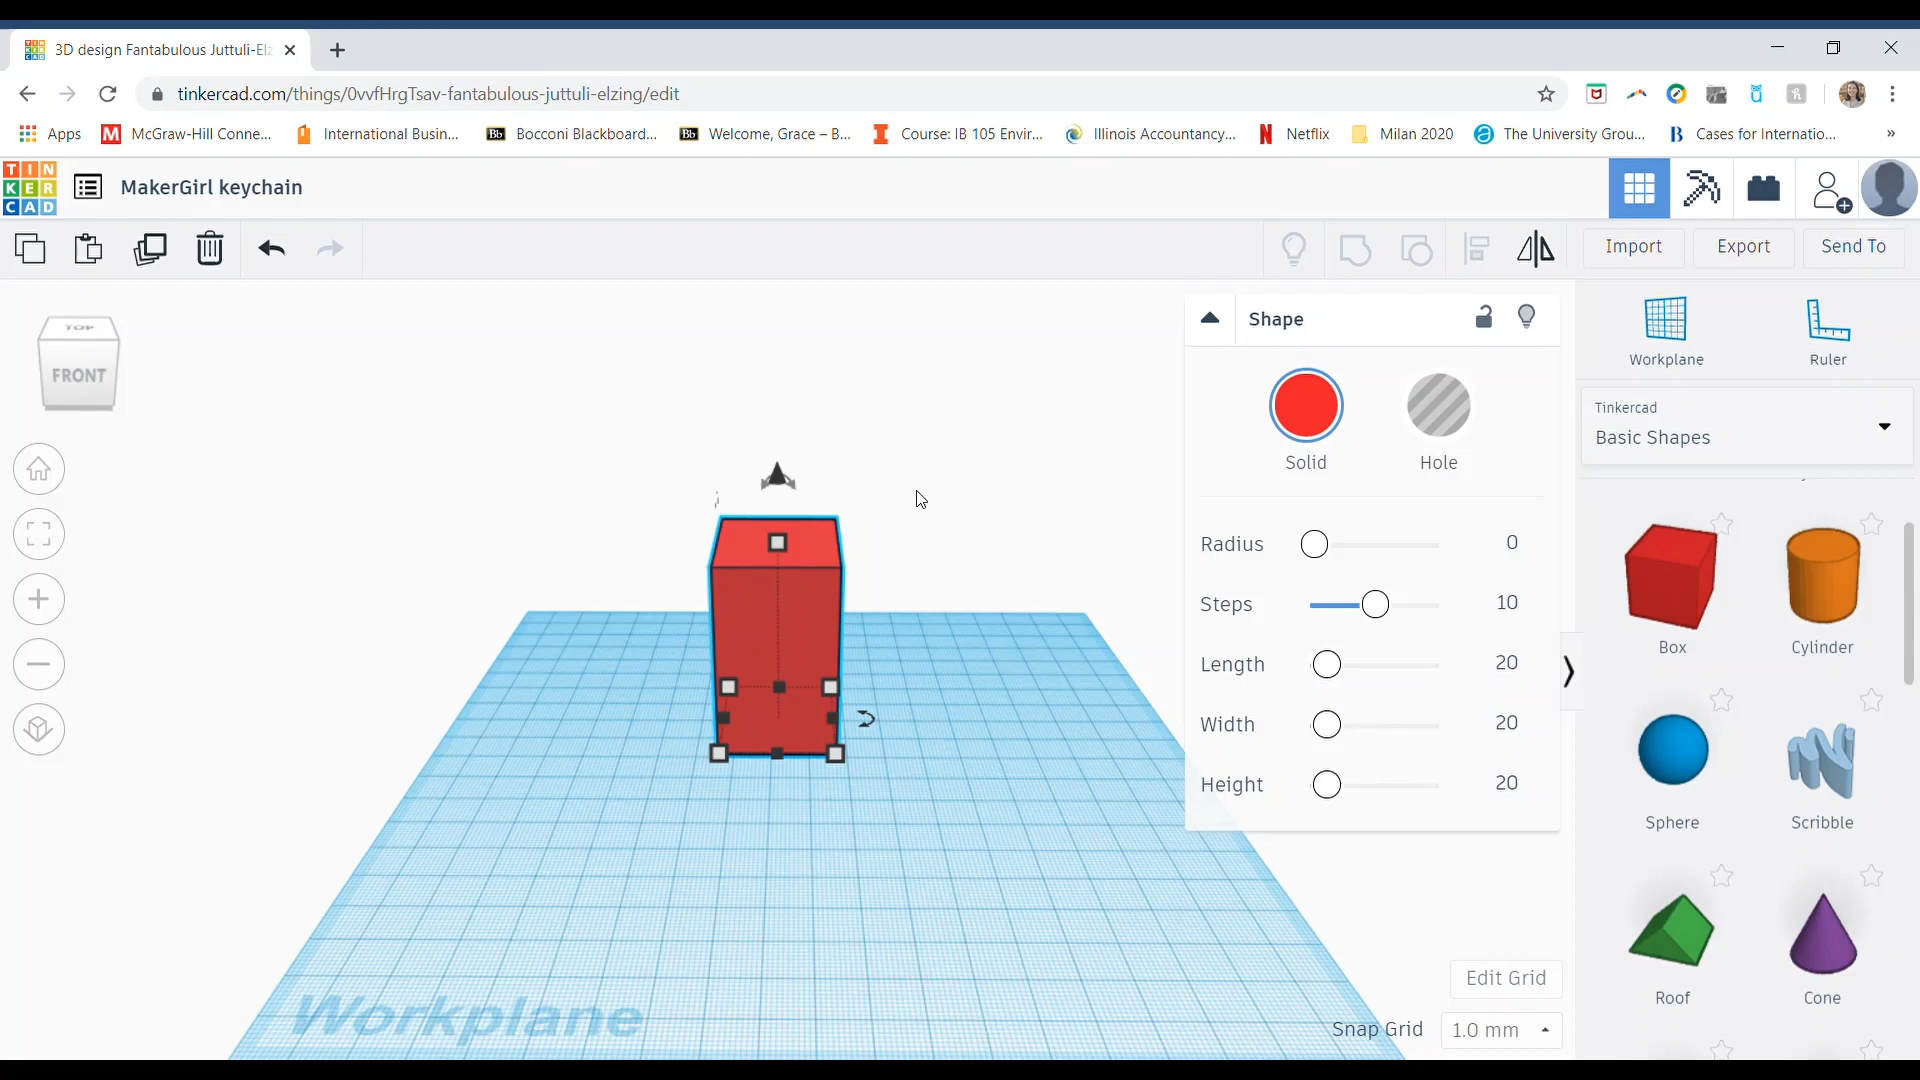 3D design Fantabulous Juttuli-Elz
tinkercad.com/things/0vvfHrgTsav-fantabulous-juttuli-elzing/edit
Apps McGraw-Hill Conne... International Busin... Bb Bocconi Blackboard... Bb Welcome, Grace – B... Course: IB 105 Envir... Illinois Accountancy... Netflix Milan 2020 The University Grou... Cases for Internatio... »
TIN
KER
CAD
MakerGirl keychain
Import Export Send To
TOP
FRONT
Shape
Solid Hole
Radius 0
Steps 10
Length 20
Width 20
Height 20
Workplane Ruler
Tinkercad
Basic Shapes
Box Cylinder
Sphere Scribble
Roof Cone
Workplane
Edit Grid
Snap Grid 1.0 mm